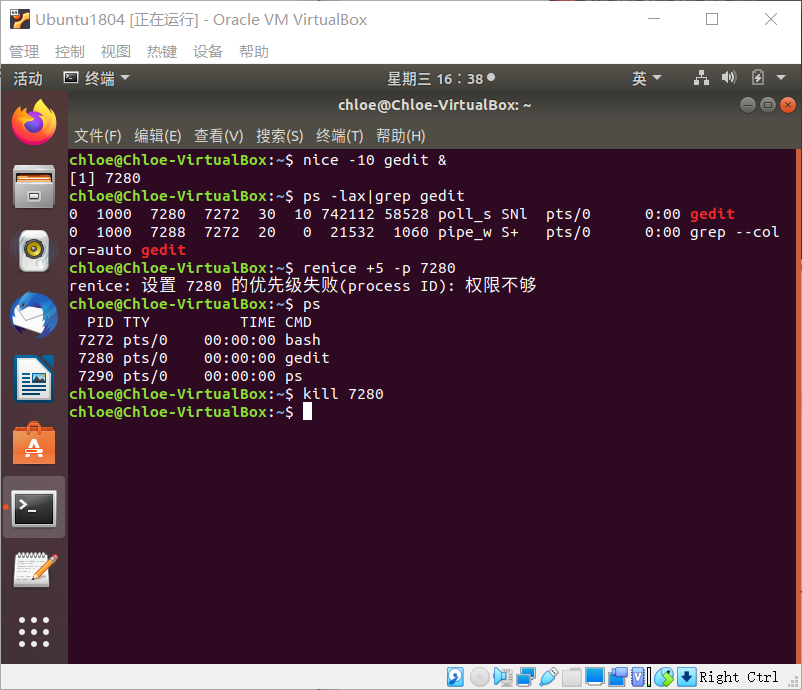 Ubuntu1804 [正在运行] - Oracle VM VirtualBox
管理 控制 视图 热键 设备 帮助
活动 终端 星期三 16：38 英
chloe@Chloe-VirtualBox: ~
文件(F) 编辑(E) 查看(V) 搜索(S) 终端(T) 帮助(H)
chloe@Chloe-VirtualBox:~$ nice -10 gedit &
[1] 7280
chloe@Chloe-VirtualBox:~$ ps -lax|grep gedit
0  1000  7280  7272  30  10 742112 58528 poll_s SNl  pts/0      0:00 gedit
0  1000  7288  7272  20   0  21532  1060 pipe_w S+   pts/0      0:00 grep --col
or=auto gedit
chloe@Chloe-VirtualBox:~$ renice +5 -p 7280
renice: 设置 7280 的优先级失败(process ID): 权限不够
chloe@Chloe-VirtualBox:~$ ps
  PID TTY          TIME CMD
 7272 pts/0    00:00:00 bash
 7280 pts/0    00:00:00 gedit
 7290 pts/0    00:00:00 ps
chloe@Chloe-VirtualBox:~$ kill 7280
chloe@Chloe-VirtualBox:~$
Right Ctrl